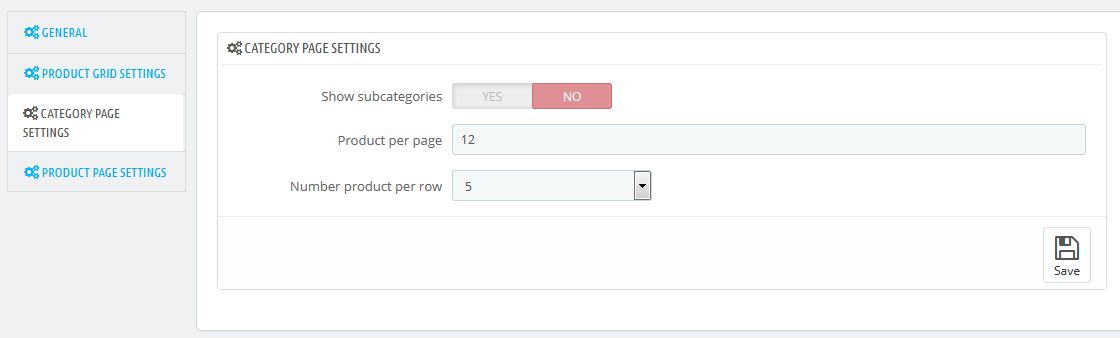 GENERAL
PRODUCT GRID SETTINGS
CATEGORY PAGE
SETTINGS
PRODUCT PAGE SETTINGS
CATEGORY PAGE SETTINGS
Show subcategories YES NO
Product per page 12
Number product per row 5
Save